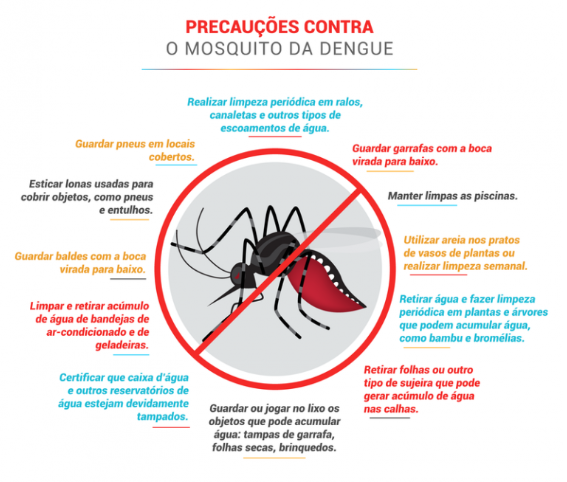 PRECAUÇÕES CONTRA
O MOSQUITO DA DENGUE
Realizar limpeza periódica em ralos,
canaletas e outros tipos de
escoamentos de água.
Guardar garrafas com a boca
virada para baixo.
Manter limpas as piscinas.
Utilizar areia nos pratos
de vasos de plantas ou
realizar limpeza semanal.
Retirar água e fazer limpeza
periódica em plantas e árvores
que podem acumular água,
como bambu e bromélias.
Retirar folhas ou outro
tipo de sujeira que pode
gerar acúmulo de água
nas calhas.
Guardar ou jogar no lixo os
objetos que pode acumular
água: tampas de garrafa,
folhas secas, brinquedos.
Certificar que caixa d'água
e outros reservatórios de
água estejam devidamente
tampados.
Limpar e retirar acúmulo
de água de bandejas de
ar-condicionado e de
geladeiras.
Guardar baldes com a boca
virada para baixo.
Esticar lonas usadas para
cobrir objetos, como pneus
e entulhos.
Guardar pneus em locais
cobertos.